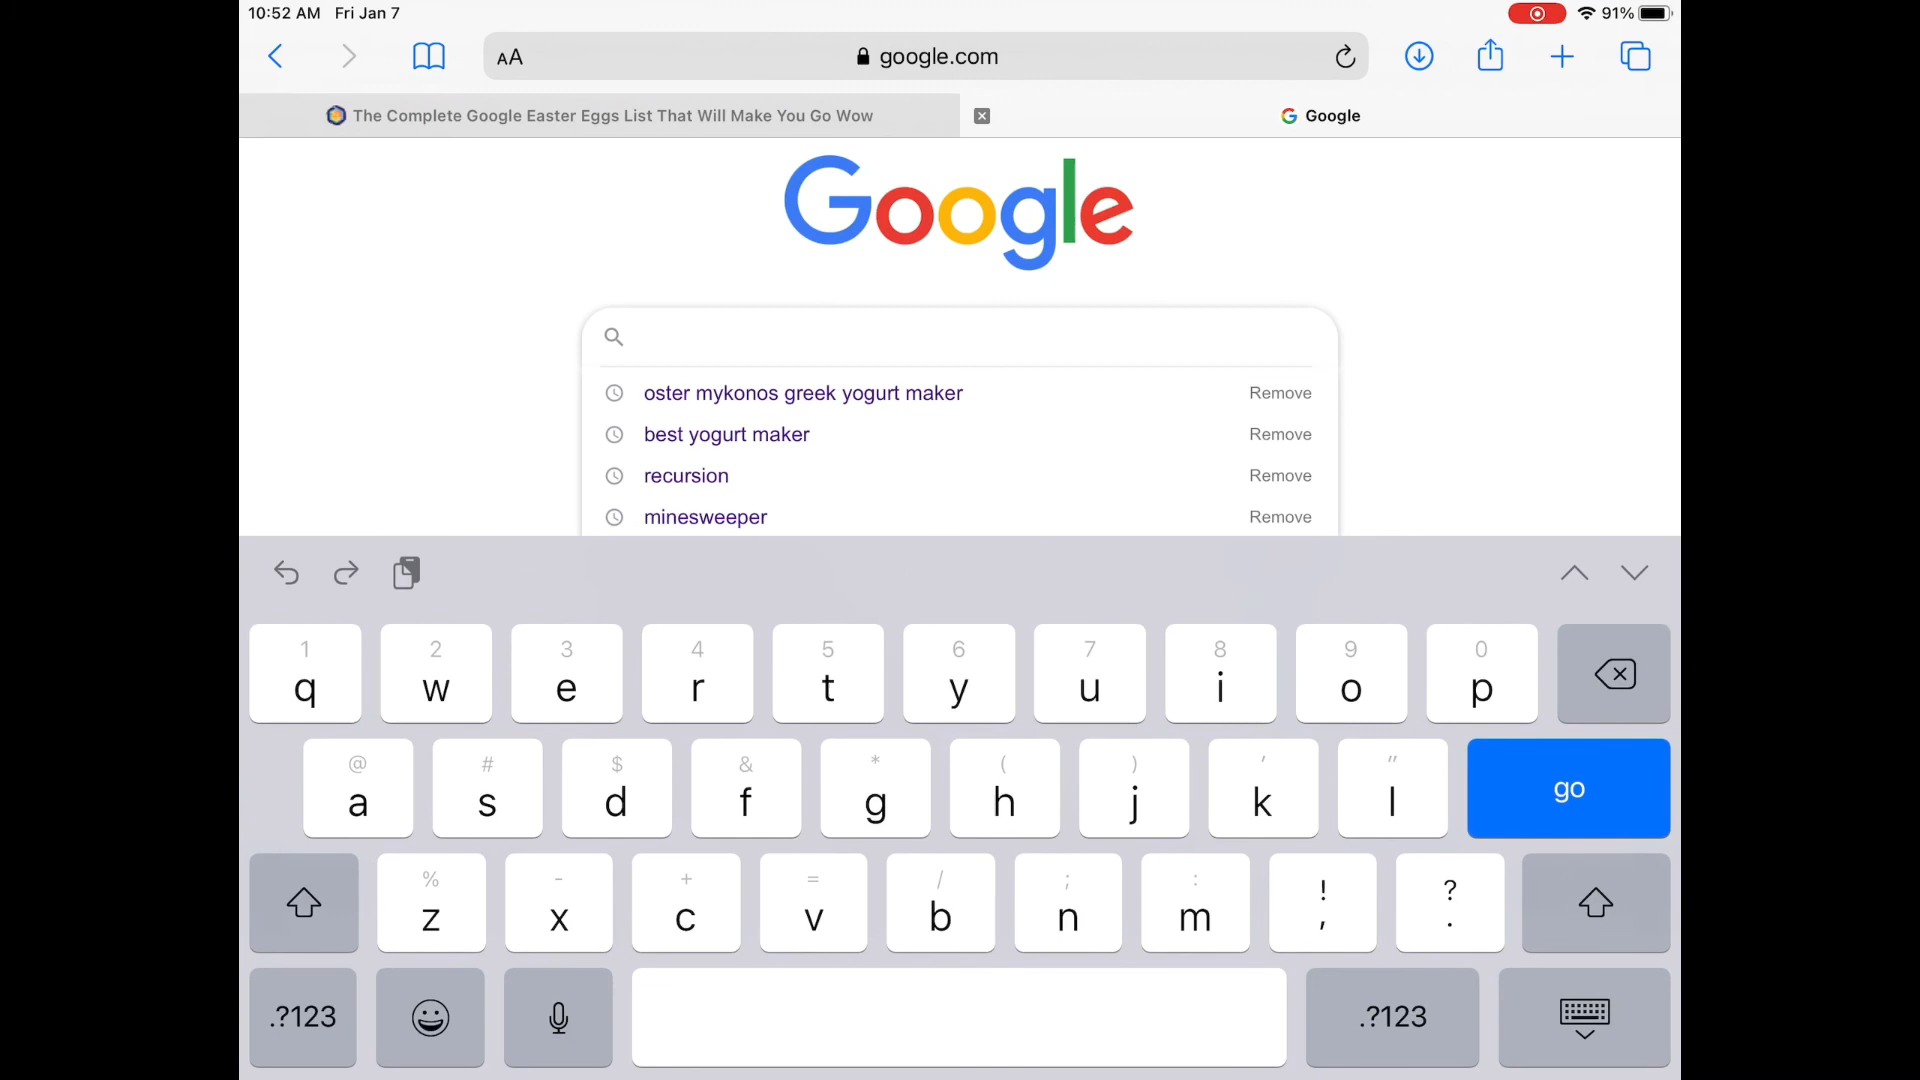 10:52 AM Fri Jan 7
91%
AA google.com
The Complete Google Easter Eggs List That Will Make You Go Wow
Google
Google
oster mykonos greek yogurt maker Remove
best yogurt maker Remove
recursion Remove
minesweeper Remove
1 2 3 4 5 6 7 8 9 0
q w e r t y u i o p
@ # $ & * ( ) ' "
a s d f g h j k l go
% - + = / ; : ! ?
z x c v b n m , .
.?123 .?123